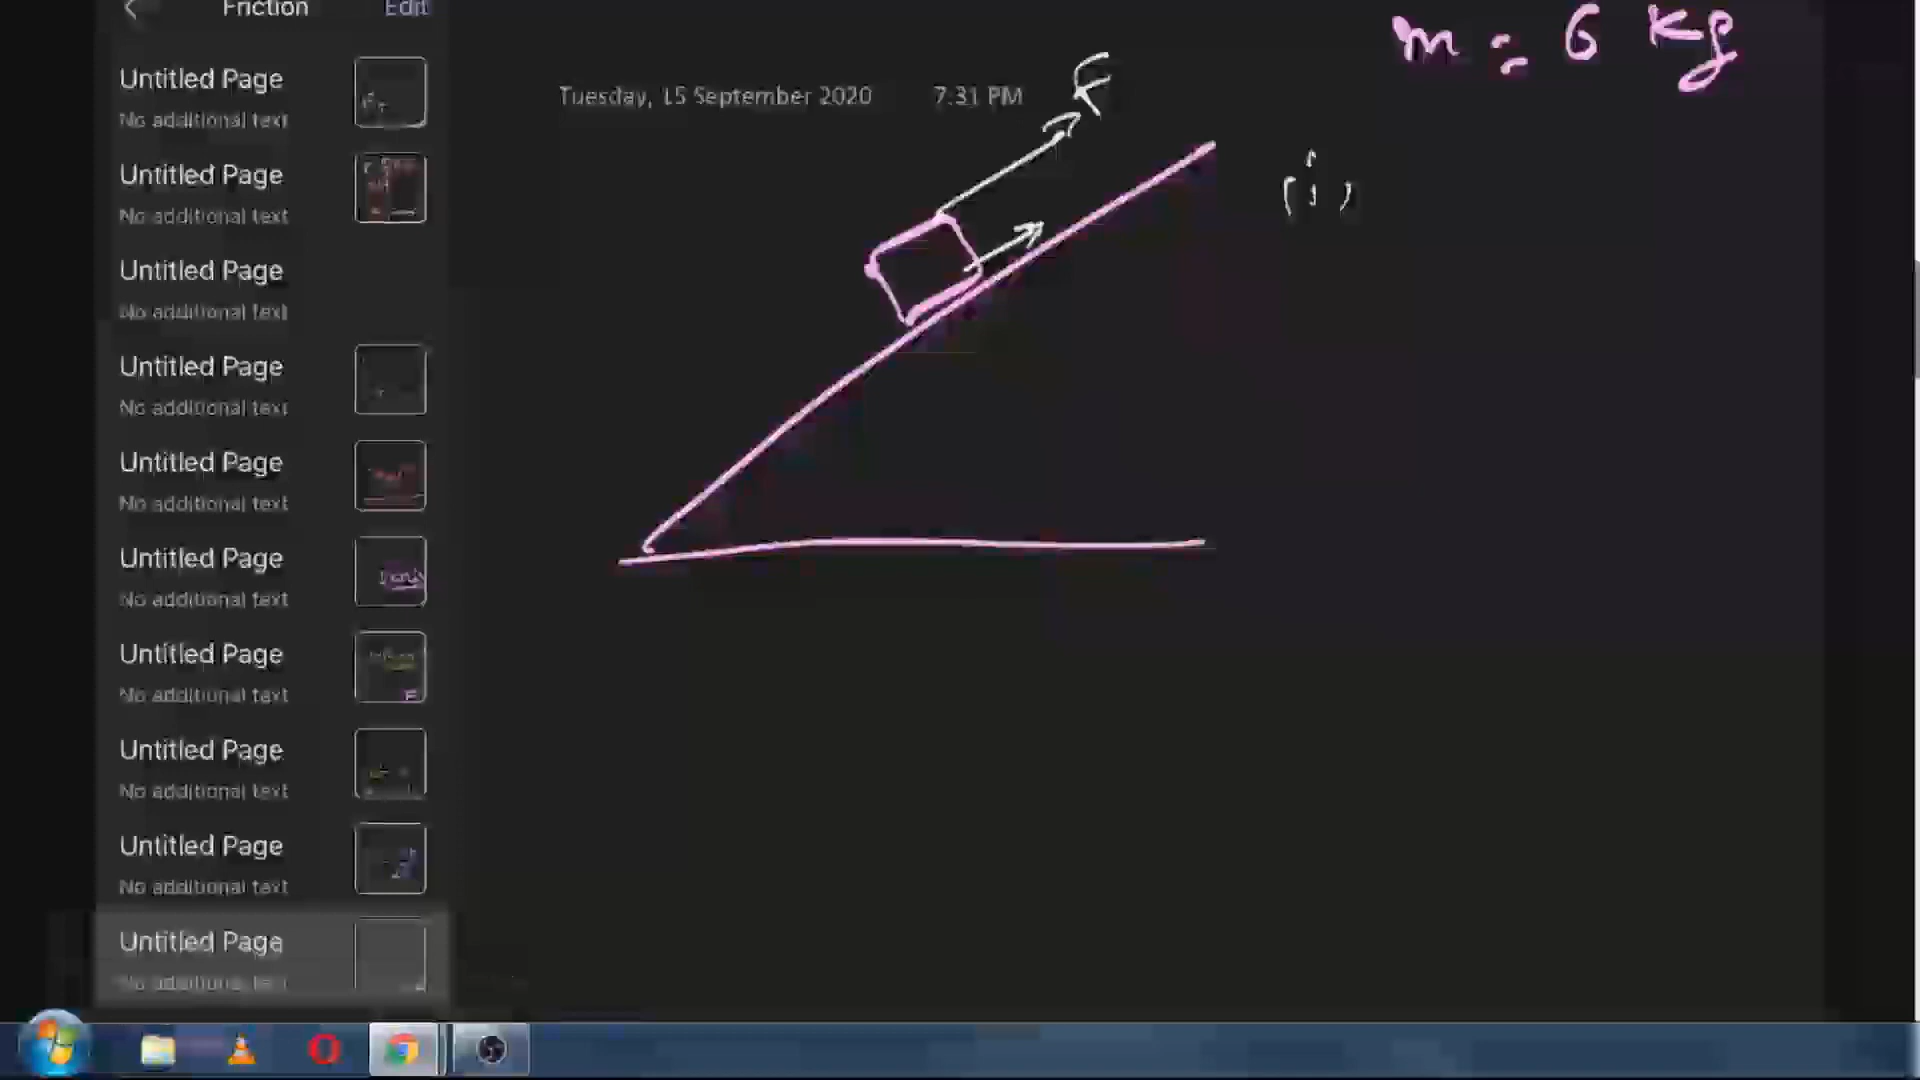 Friction Edit
m = 6 kg
Tuesday, 15 September 2020 7:31 PM
F
(i)
Untitled Page
No additional text
Untitled Page
No additional text
Untitled Page
No additional text
Untitled Page
No additional text
Untitled Page
No additional text
Untitled Page
No additional text
Untitled Page
No additional text
Untitled Page
No additional text
Untitled Page
No additional text
Untitled Page
No additional text